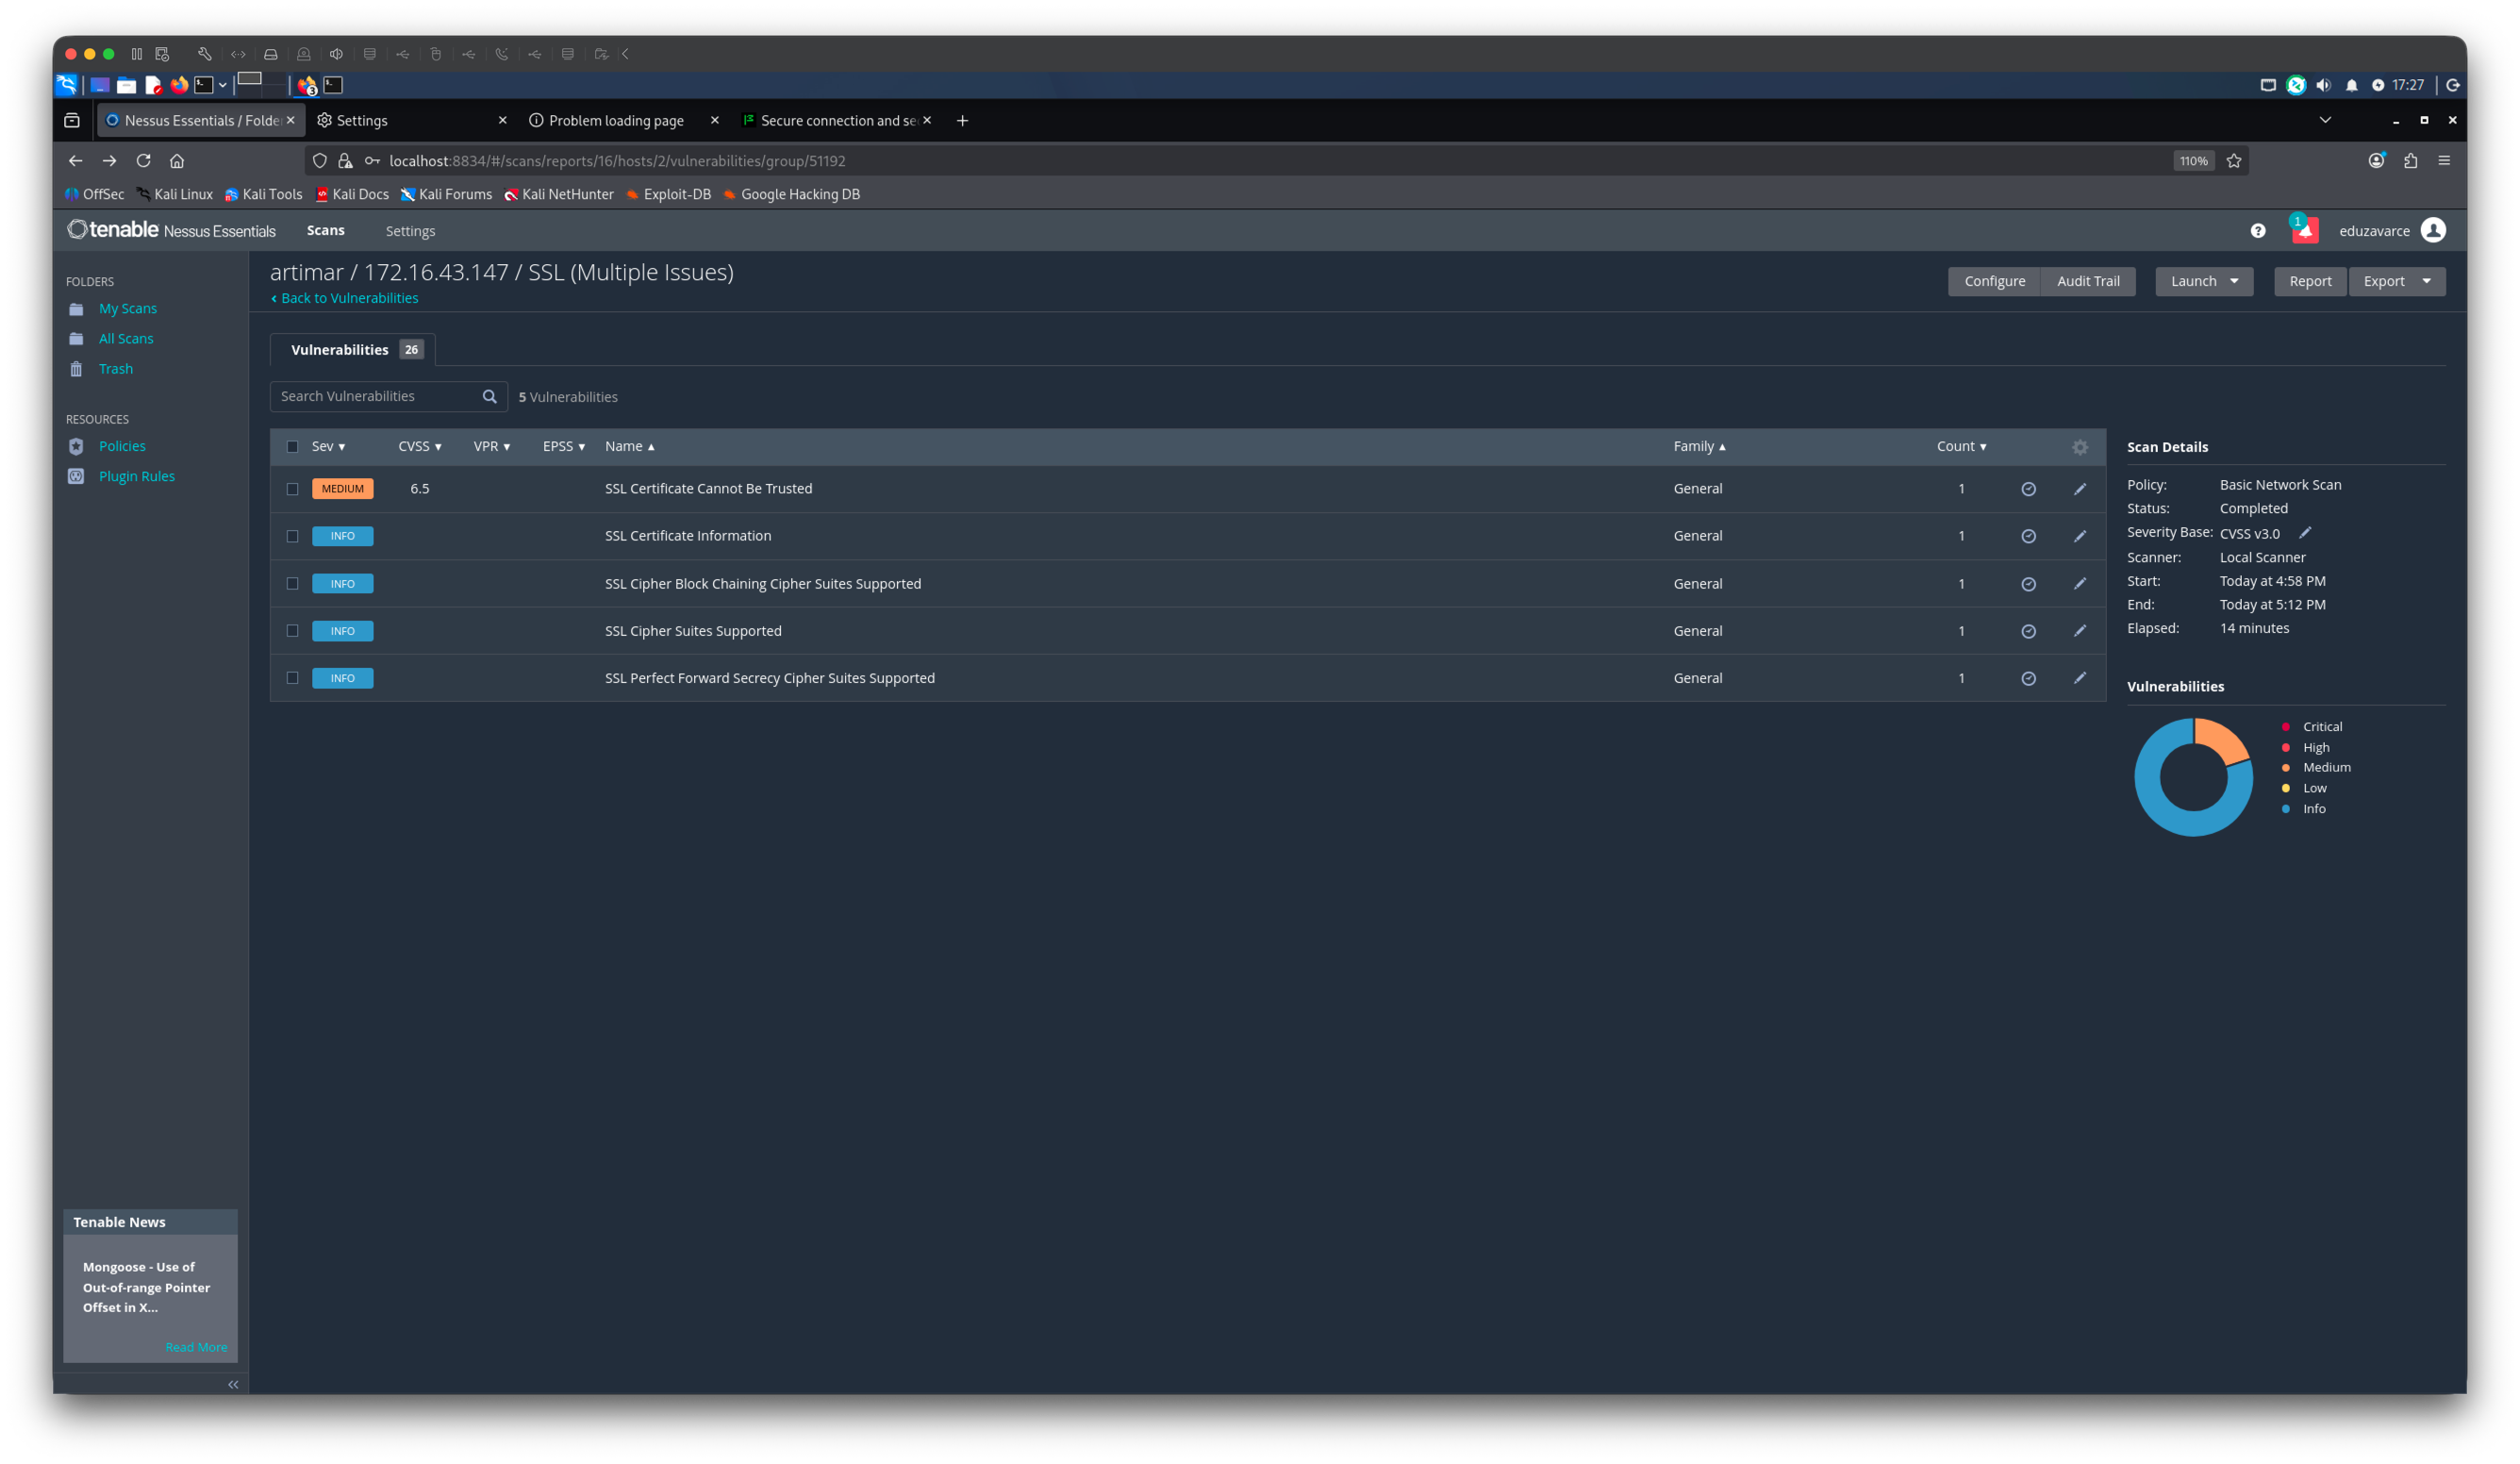 17:27
Nessus Essentials / Folde
Settings
Problem loading page
Secure connection and se
localhost:8834/#/scans/reports/16/hosts/2/vulnerabilities/group/51192
110%
OffSec
Kali Linux
Kali Tools
Kali Docs
Kali Forums
Kali NetHunter
Exploit-DB
Google Hacking DB
tenable Nessus Essentials
Scans
Settings
1
eduzavarce
FOLDERS
My Scans
All Scans
Trash
RESOURCES
Policies
Plugin Rules
artimar / 172.16.43.147 / SSL (Multiple Issues)
Back to Vulnerabilities
Configure
Audit Trail
Launch
Report
Export
Vulnerabilities 26
Search Vulnerabilities
5 Vulnerabilities
Sev CVSS VPR EPSS Name Family Count
MEDIUM 6.5 SSL Certificate Cannot Be Trusted General 1
INFO SSL Certificate Information General 1
INFO SSL Cipher Block Chaining Cipher Suites Supported General 1
INFO SSL Cipher Suites Supported General 1
INFO SSL Perfect Forward Secrecy Cipher Suites Supported General 1
Scan Details
Policy: Basic Network Scan
Status: Completed
Severity Base: CVSS v3.0
Scanner: Local Scanner
Start: Today at 4:58 PM
End: Today at 5:12 PM
Elapsed: 14 minutes
Vulnerabilities
Critical
High
Medium
Low
Info
Tenable News
Mongoose - Use of
Out-of-range Pointer
Offset in X...
Read More